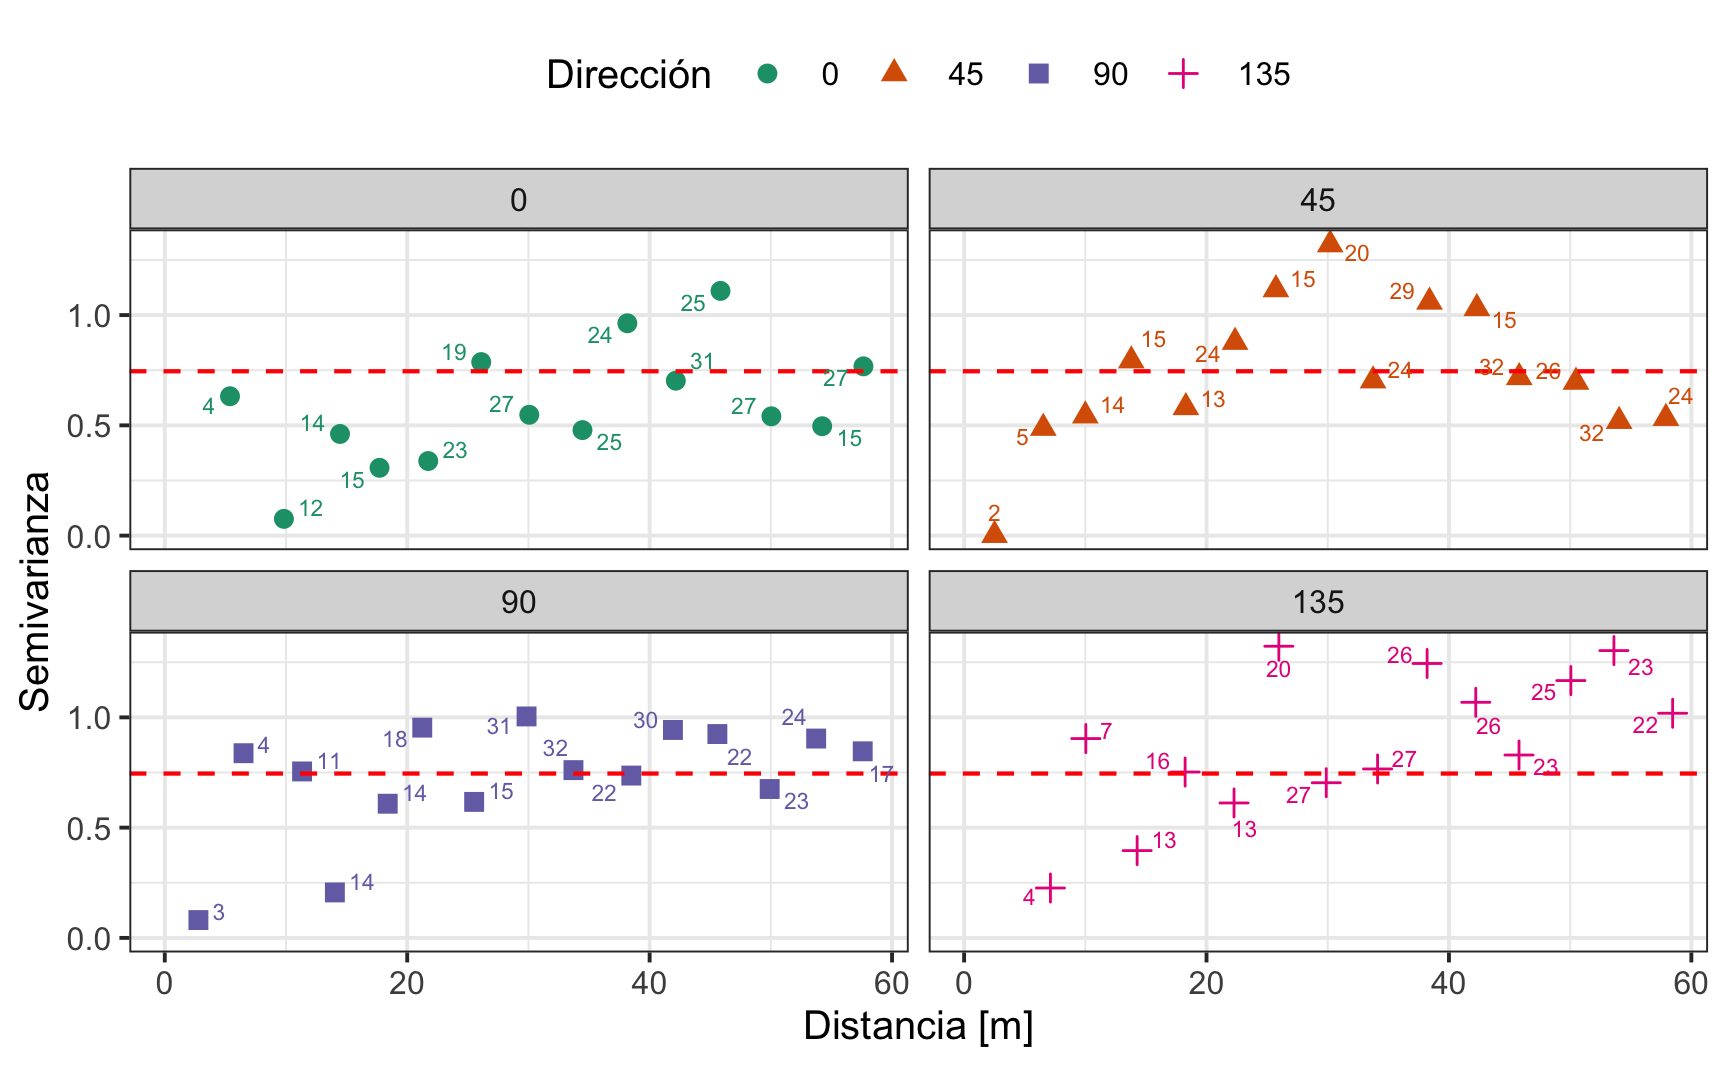 Dirección 0 45 90 135
0 45
25 24 19 31 27 4 14 27 27 15 23 25 15 12
20 15 29 15 15 24 24 32 26 24 14 13 5 32 2
1.0
0.5
0.0
90 135
24 30 31 18 4 32 22 11 17 14 15 22 23 14 3
26 20 23 25 7 26 22 16 27 23 27 13 13 4
1.0
0.5
0.0
0 20 40 60 0 20 40 60
Semivarianza
Distancia [m]